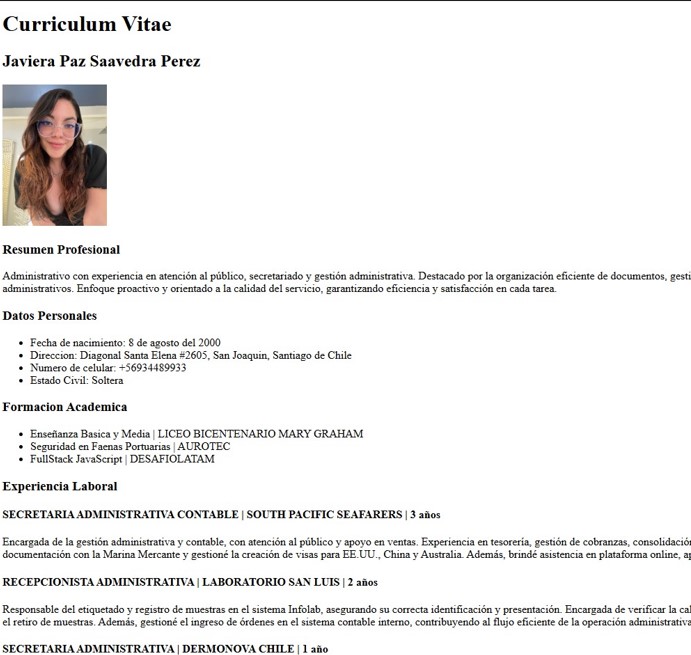 Curriculum Vitae
Javiera Paz Saavedra Perez
Resumen Profesional
Administrativo con experiencia en atención al público, secretariado y gestión administrativa. Destacado por la organización eficiente de documentos, gesti
administrativos. Enfoque proactivo y orientado a la calidad del servicio, garantizando eficiencia y satisfacción en cada tarea.
Datos Personales
• Fecha de nacimiento: 8 de agosto del 2000
• Direccion: Diagonal Santa Elena #2605, San Joaquin, Santiago de Chile
• Numero de celular: +56934489933
• Estado Civil: Soltera
Formacion Academica
• Enseñanza Basica y Media | LICEO BICENTENARIO MARY GRAHAM
• Seguridad en Faenas Portuarias | AUROTEC
• FullStack JavaScript | DESAFIOLATAM
Experiencia Laboral
SECRETARIA ADMINISTRATIVA CONTABLE | SOUTH PACIFIC SEAFARERS | 3 años
Encargada de la gestión administrativa y contable, con atención al público y apoyo en ventas. Experiencia en tesorería, gestión de cobranzas, consolidación
documentación con la Marina Mercante y gestioné la creación de visas para EE.UU., China y Australia. Además, brindé asistencia en plataforma online, ap
RECEPCIONISTA ADMINISTRATIVA | LABORATORIO SAN LUIS | 2 años
Responsable del etiquetado y registro de muestras en el sistema Infolab, asegurando su correcta identificación y presentación. Encargada de verificar la cal
el retiro de muestras. Además, gestioné el ingreso de órdenes en el sistema contable interno, contribuyendo al flujo eficiente de la operación administrativa
SECRETARIA ADMINISTRATIVA | DERMONOVA CHILE | 1 año